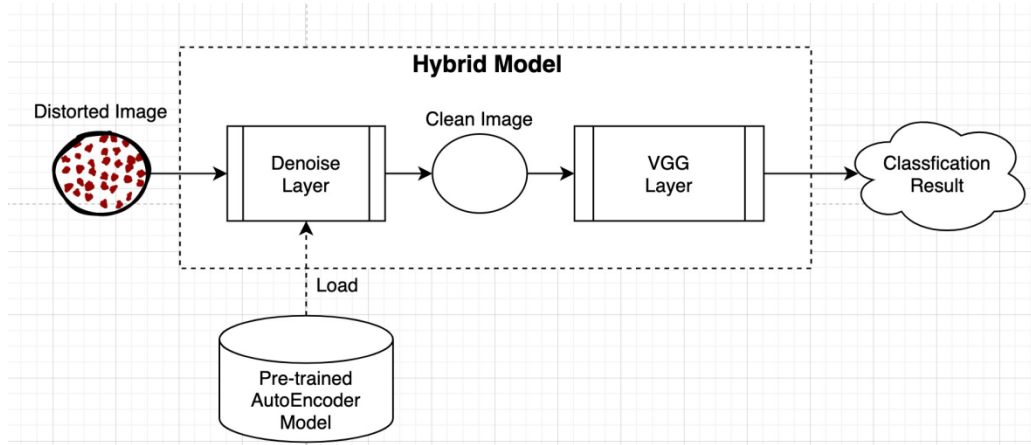 Hybrid Model
Distorted Image
Denoise
Layer
Clean Image
VGG
Layer
Classfication
Result
Load
Pre-trained
AutoEncoder
Model